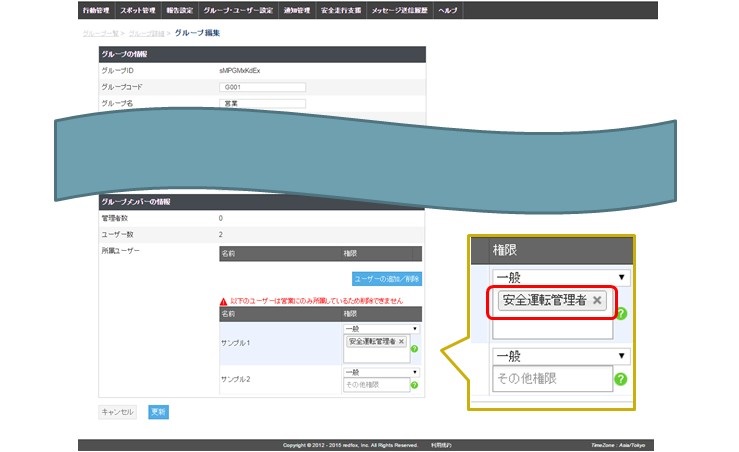 行動管理 スポット管理 報告設定 グループ・ユーザー設定 通知管理 安全走行支援 メッセージ送信履歴 ヘルプ
グループ一覧 > グループ詳細 > グループ編集
グループの情報
グループID sMPGMxKdEx
グループコード G001
グループ名 営業
グループメンバーの情報
管理者数 0
ユーザー数 2
所属ユーザー 名前 権限
ユーザーの追加／削除
以下のユーザーは営業にのみ所属しているため削除できません
名前 権限
サンプル1 一般
安全運転管理者 ×
サンプル2 一般
その他権限
キャンセル 更新
権限
一般
安全運転管理者 ×
一般
その他権限
Copyright © 2012 - 2015 redfox, Inc. All Rights Reserved. 利用規約 TimeZone : Asia/Tokyo